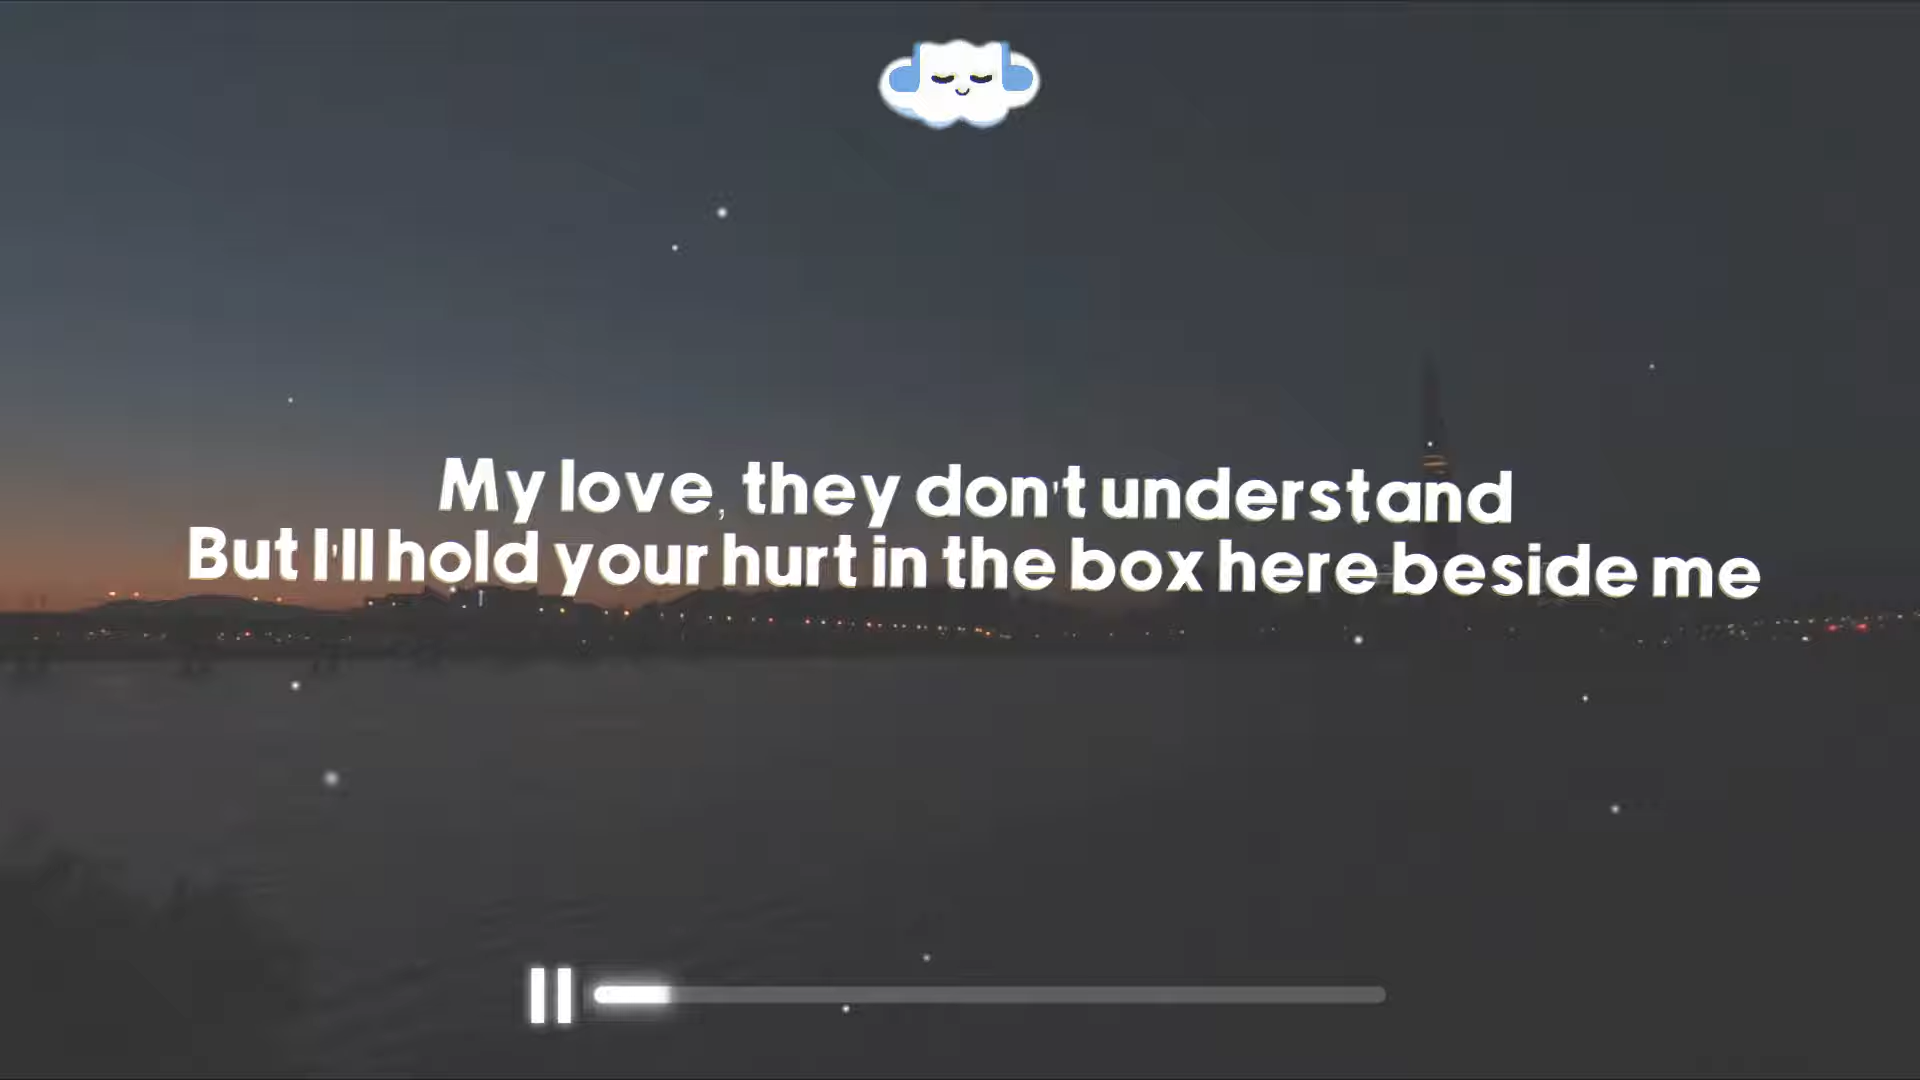 My love, they don't understand
But I'll hold your hurt in the box here beside me